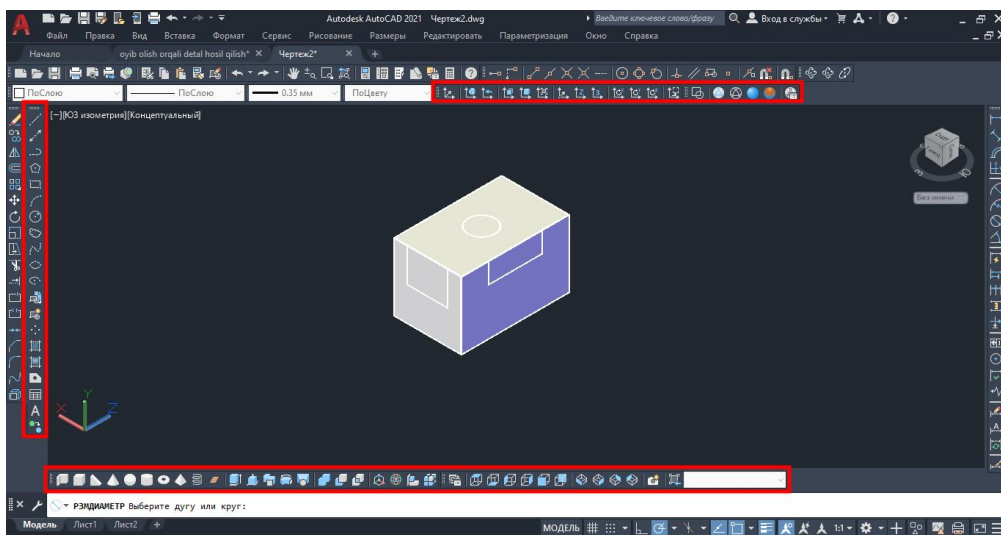 Autodesk AutoCAD 2021 Чертеж2.dwg
Введите ключевое слово/фразу
Вход в службы
Файл Правка Вид Вставка Формат Сервис Рисование Размеры Редактировать Параметризация Окно Справка
Начало oyib olish orqali detal hosil qilish* Чертеж2*
ПоСлою ПоСлою 0.35 мм ПоЦвету
[−][ЮЗ изометрия][Концептуальный]
Без имени
Y
X Z
РЗМДИАМЕТР Выберите дугу или круг:
Модель Лист1 Лист2 +
МОДЕЛЬ 1:1